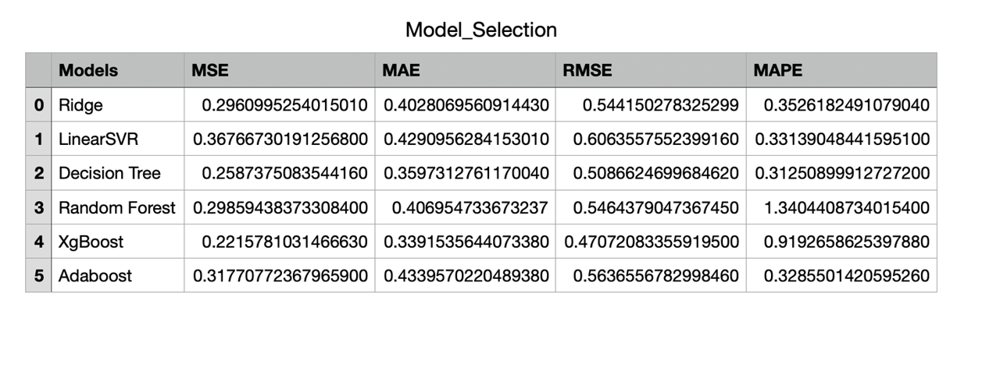 Model_Selection
Models MSE MAE RMSE MAPE
0 Ridge 0.2960995254015010 0.4028069560914430 0.544150278325299 0.3526182491079040
1 LinearSVR 0.36766730191256800 0.4290956284153010 0.6063557552399160 0.33139048441595100
2 Decision Tree 0.2587375083544160 0.3597312761170040 0.5086624699684620 0.31250899912727200
3 Random Forest 0.29859438373308400 0.406954733673237 0.5464379047367450 1.3404408734015400
4 XgBoost 0.2215781031466630 0.3391535644073380 0.47072083355919500 0.9192658625397880
5 Adaboost 0.31770772367965900 0.4339570220489380 0.5636556782998460 0.3285501420595260